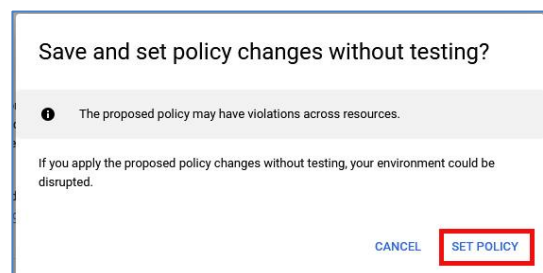 Save and set policy changes without testing?
The proposed policy may have violations across resources.
If you apply the proposed policy changes without testing, your environment could be
disrupted.
CANCEL SET POLICY